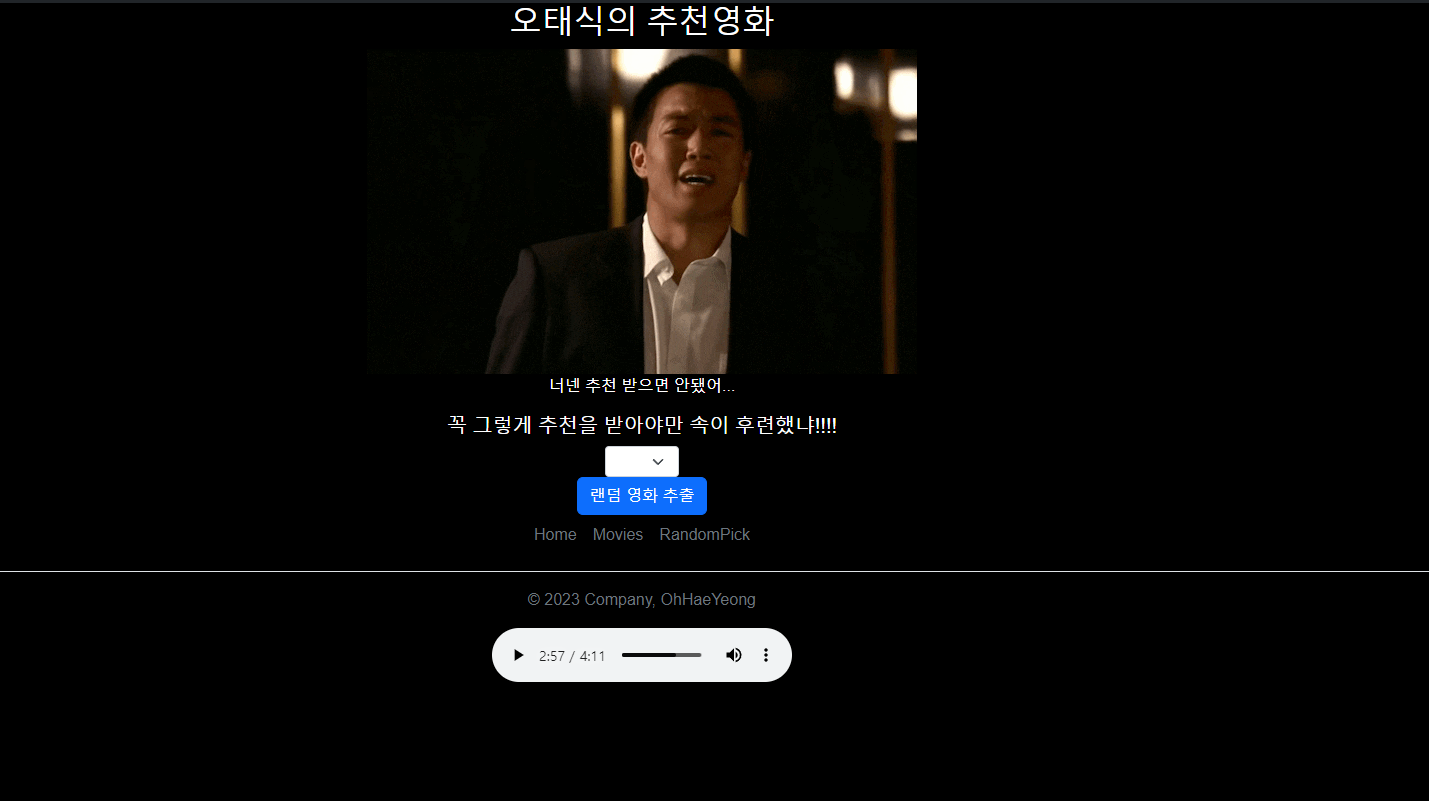 오태식의 추천영화
너넨 추천 받으면 안됐어...
꼭 그렇게 추천을 받아야만 속이 후련했냐!!!!
랜덤 영화 추출
Home Movies RandomPick
© 2023 Company, OhHaeYeong
2:57 / 4:11